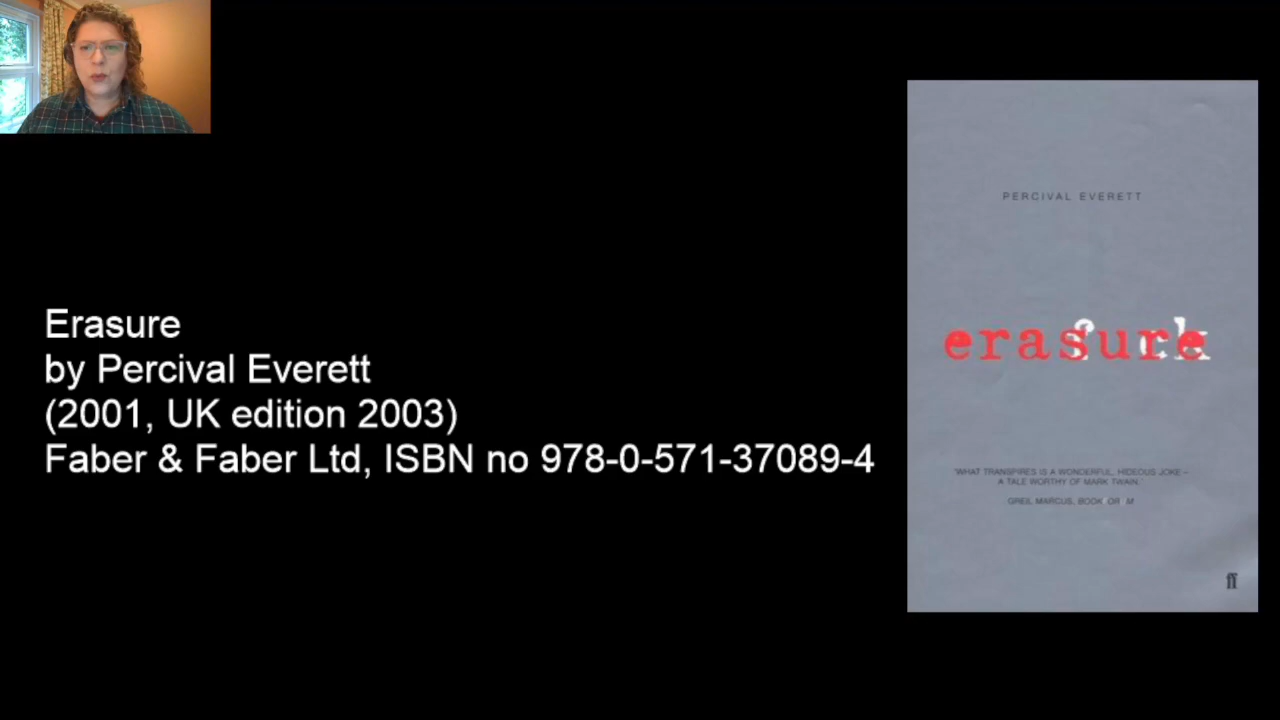 Erasure
by Percival Everett
(2001, UK edition 2003)
Faber & Faber Ltd, ISBN no 978-0-571-37089-4
PERCIVAL EVERETT
erasure
"WHAT TRANSPIRES IS A WONDERFUL, HIDEOUS JOKE –
A TALE WORTHY OF MARK TWAIN.
GREIL MARCUS, BOOKFORUM
ff